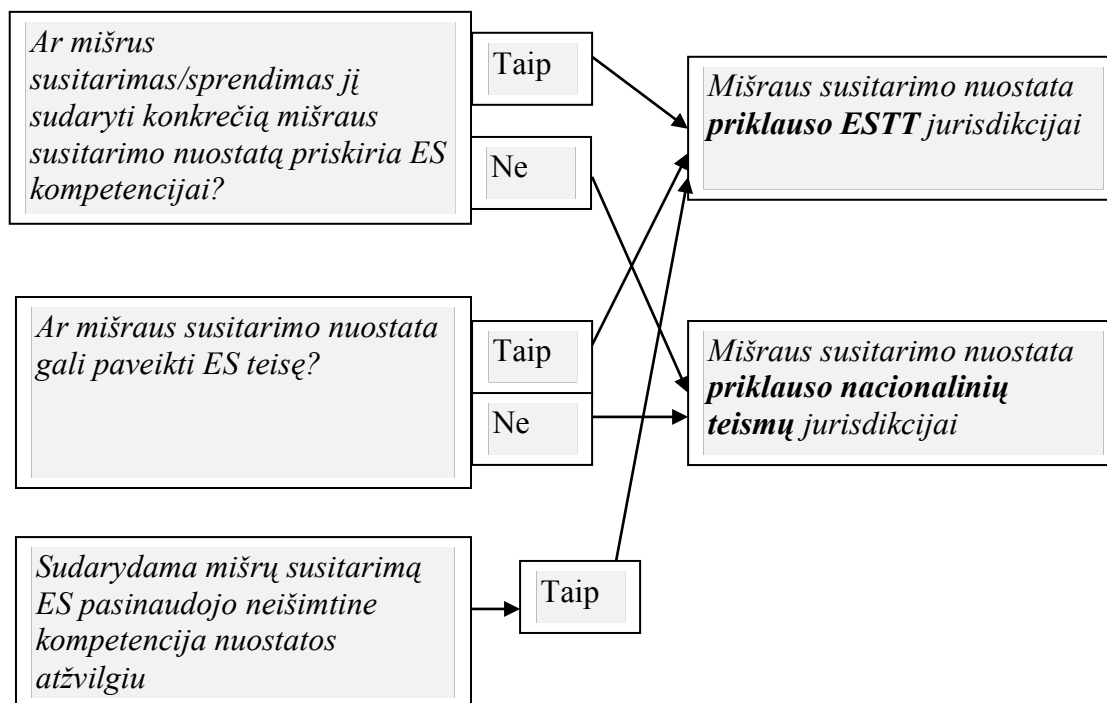 Ar mišrus
susitarimas/sprendimas jį
sudaryti konkrečią mišraus
susitarimo nuostatą priskiria ES
kompetencijai?
Taip
Ne
Mišraus susitarimo nuostata
priklauso ESTT jurisdikcijai
Ar mišraus susitarimo nuostata
gali paveikti ES teisę?
Taip
Ne
Mišraus susitarimo nuostata
priklauso nacionalinių
teismų jurisdikcijai
Sudarydama mišrų susitarimą
ES pasinaudojo neišimtine
kompetencija nuostatos
atžvilgiu
Taip